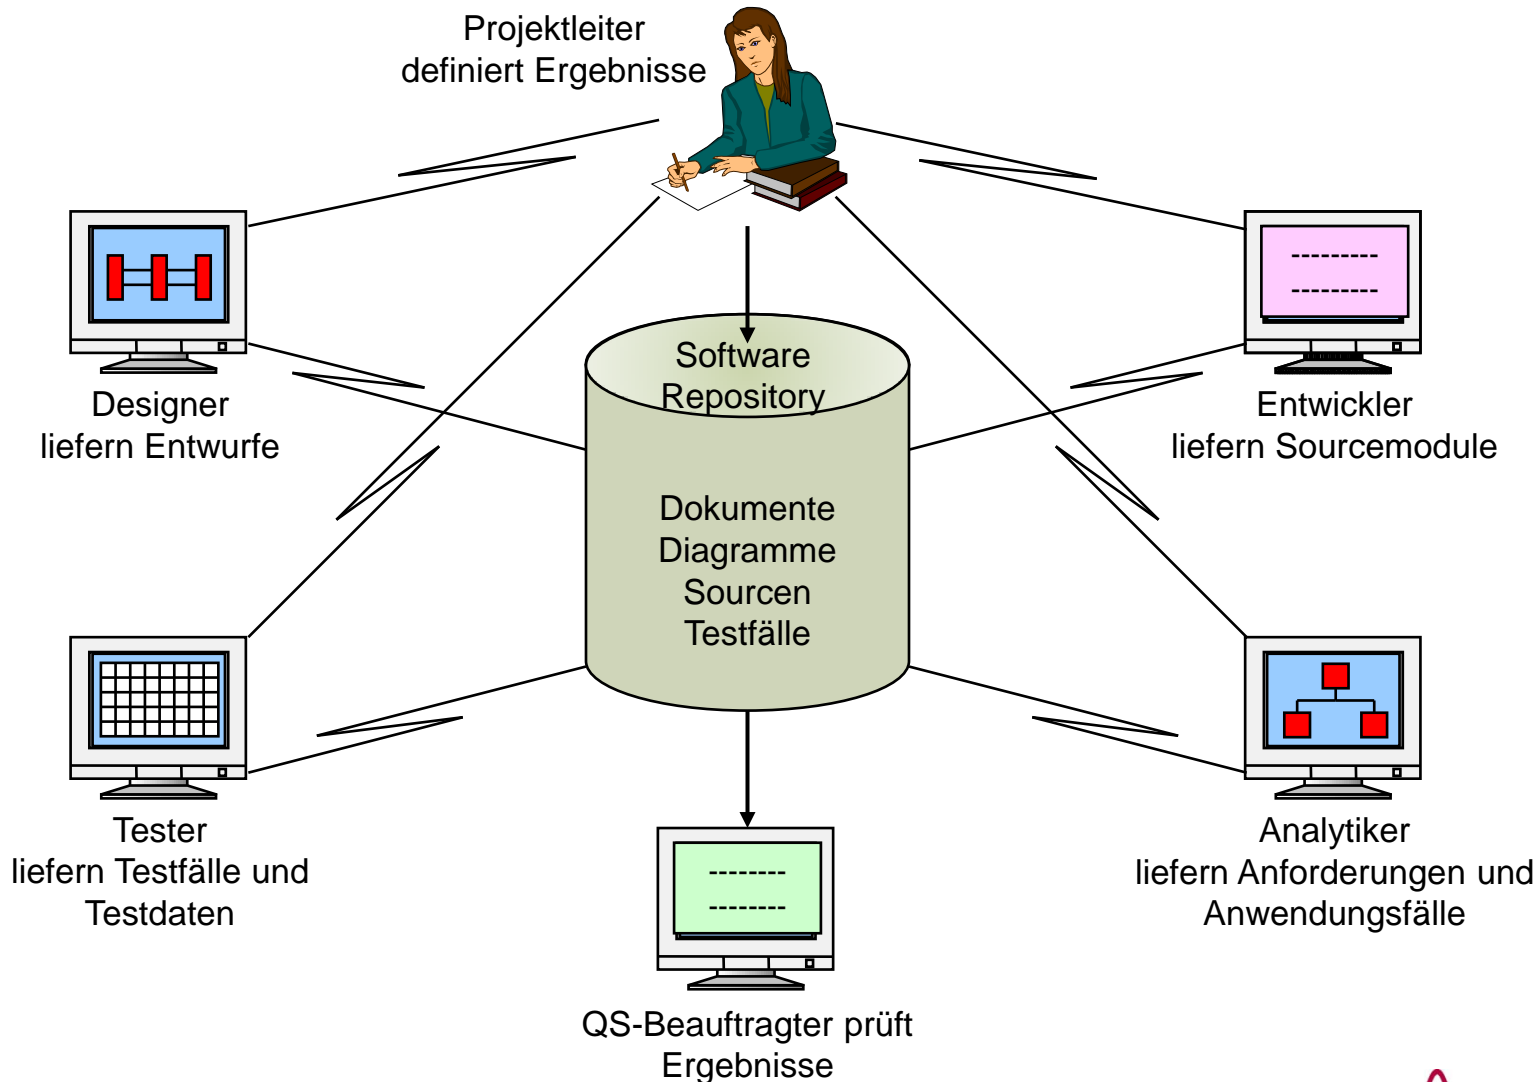 Projektleiter
definiert Ergebnisse
Software
Repository
Designer
liefern Entwurfe
Entwickler
liefern Sourcemodule
Dokumente
Diagramme
Sourcen
Testfälle
Tester
liefern Testfälle und
Testdaten
Analytiker
liefern Anforderungen und
Anwendungsfälle
QS-Beauftragter prüft
Ergebnisse